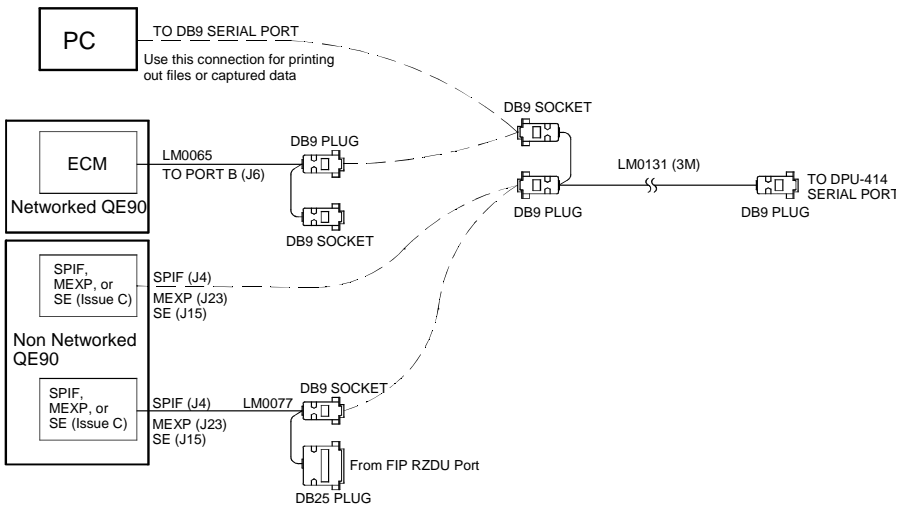 PC
TO DB9 SERIAL PORT
Use this connection for printing
out files or captured data
DB9 SOCKET
ECM
LM0065
TO PORT B (J6)
DB9 PLUG
LM0131 (3M)
TO DPU-414
SERIAL PORT
DB9 PLUG
DB9 PLUG
Networked QE90
DB9 SOCKET
SPIF,
MEXP, or
SE (Issue C)
SPIF (J4)
MEXP (J23)
SE (J15)
Non Networked
QE90
SPIF,
MEXP, or
SE (Issue C)
SPIF (J4)
LM0077
MEXP (J23)
SE (J15)
DB9 SOCKET
From FIP RZDU Port
DB25 PLUG